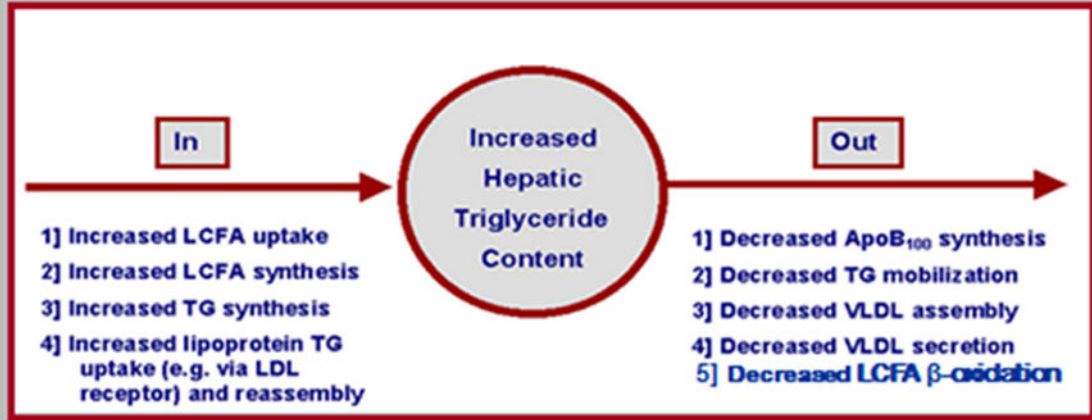 In
Increased
Hepatic
Triglyceride
Content
Out
1] Increased LCFA uptake
2] Increased LCFA synthesis
3] Increased TG synthesis
4] Increased lipoprotein TG
uptake (e.g. via LDL
receptor) and reassembly
1] Decreased ApoB₁₀₀ synthesis
2] Decreased TG mobilization
3] Decreased VLDL assembly
4] Decreased VLDL secretion
5] Decreased LCFA β-oxidation